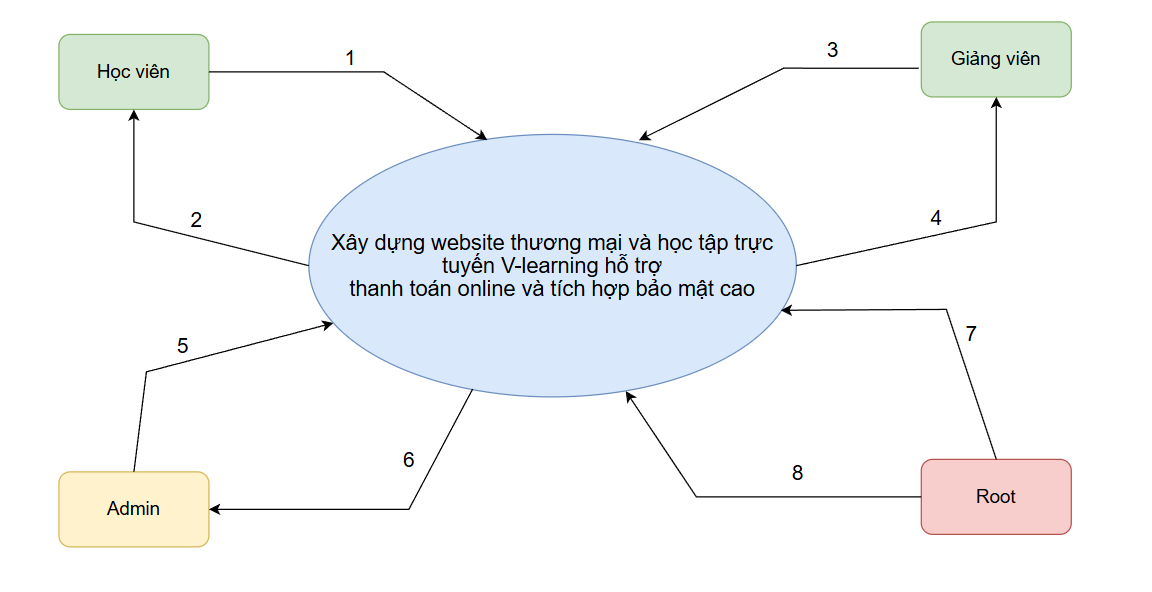 Học viên
1
3
Giảng viên
2
4
Xây dựng website thương mại và học tập trực
tuyến V-learning hỗ trợ
thanh toán online và tích hợp bảo mật cao
5
7
6
8
Admin
Root